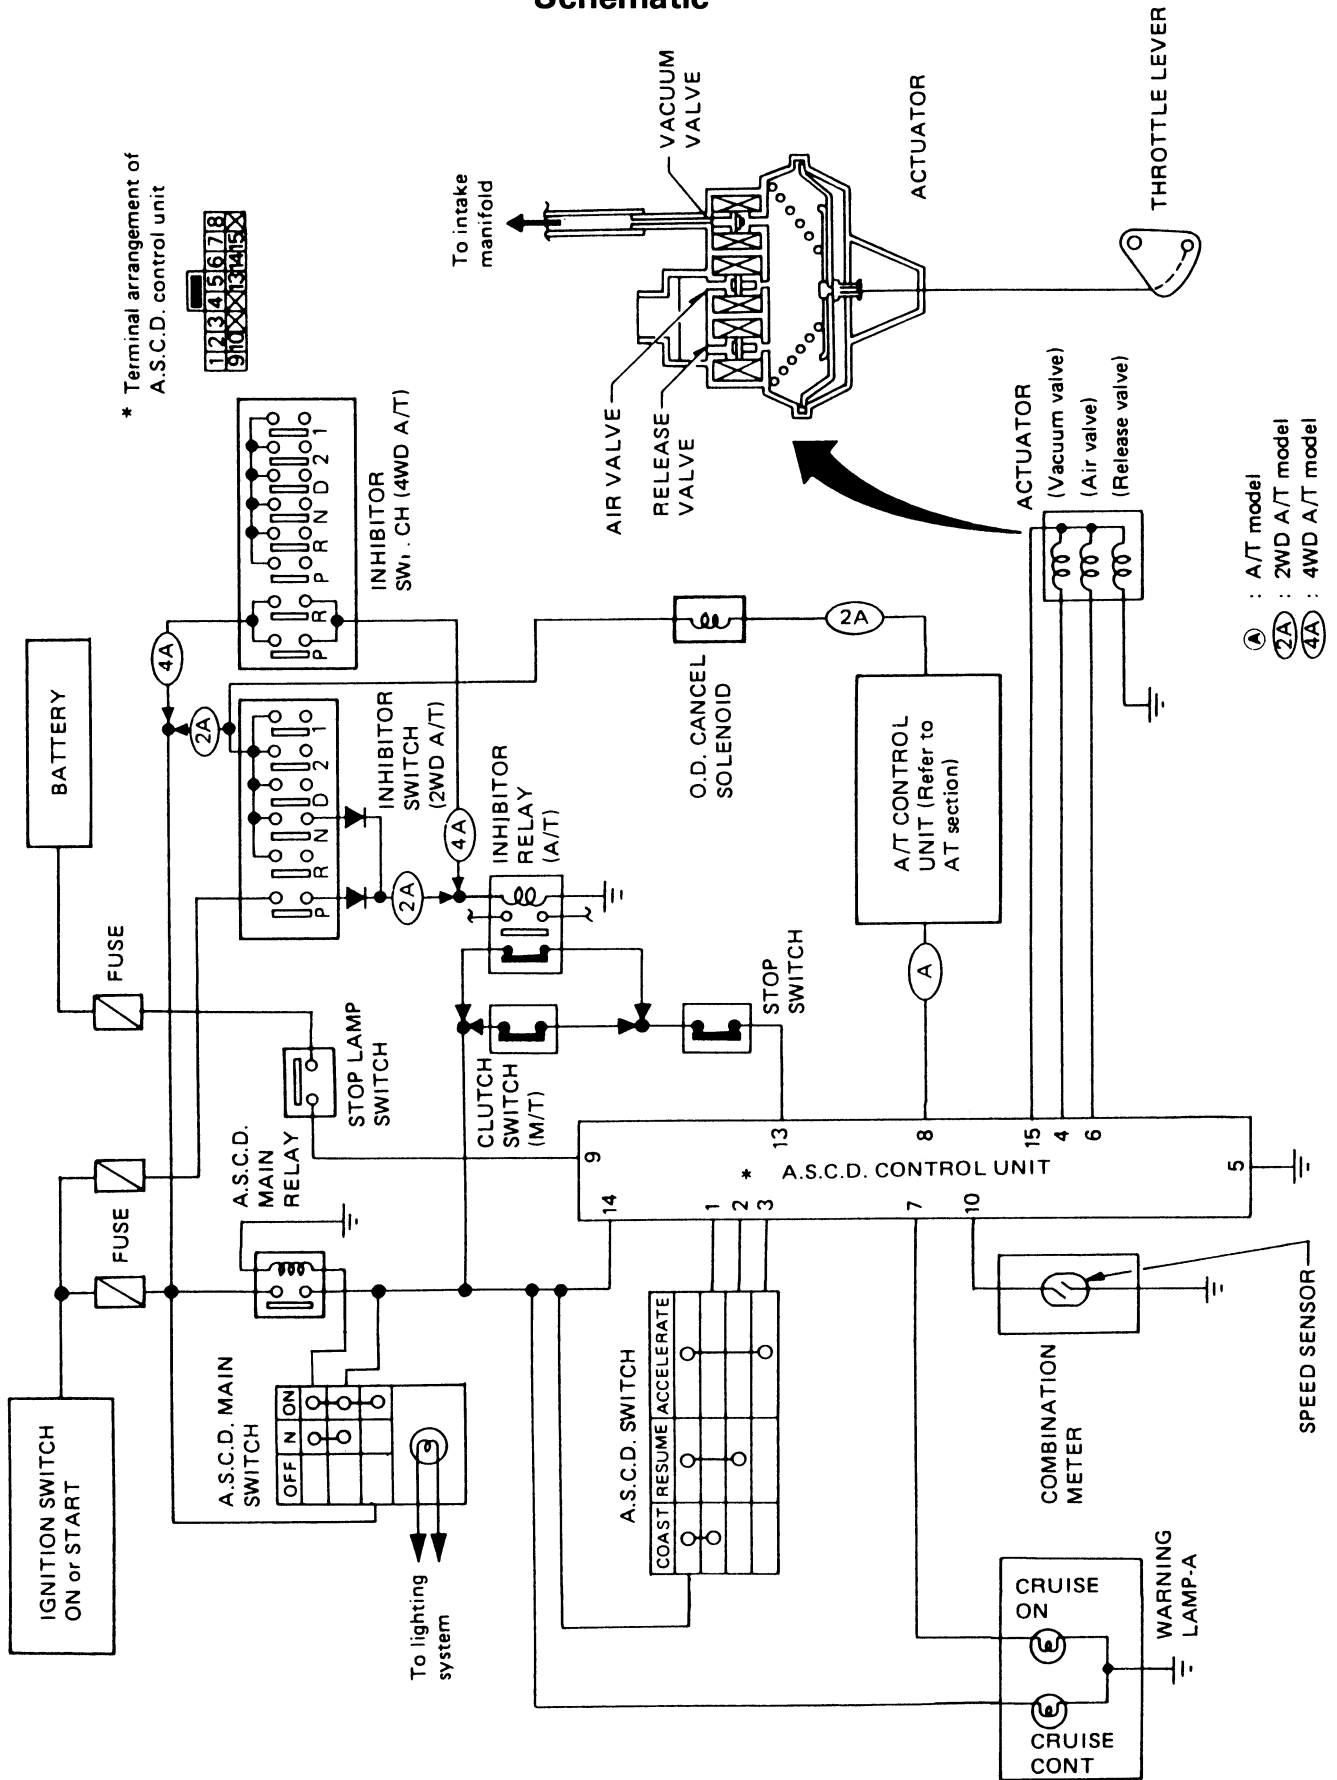 Schematic
* Terminal arrangement of
A.S.C.D. control unit
1 2 3 4 5 6 7 8
9 10 13 14 15
BATTERY
FUSE
IGNITION SWITCH
ON or START
FUSE
A.S.C.D.
MAIN
RELAY
STOP LAMP
SWITCH
A.S.C.D. MAIN
SWITCH
OFF N ON
To lighting
system
4A
2A
P R P R N D 2 1
INHIBITOR
CH (4WD A/T)
P R N D 2 1
INHIBITOR
SWITCH
(2WD A/T)
2A
4A
INHIBITOR
RELAY
(A/T)
CLUTCH
SWITCH
(M/T)
STOP
SWITCH
O.D. CANCEL
SOLENOID
2A
A/T CONTROL
UNIT (Refer to
AT section)
A
To intake
manifold
VACUUM
VALVE
AIR VALVE
RELEASE
VALVE
ACTUATOR
THROTTLE LEVER
ACTUATOR
(Vacuum valve)
(Air valve)
(Release valve)
9 13 8 15 4 6
* A.S.C.D. CONTROL UNIT
5
14 1 2 3 7 10
A.S.C.D. SWITCH
COAST RESUME ACCELERATE
COMBINATION
METER
SPEED SENSOR
CRUISE
ON
CRUISE
CONT
WARNING
LAMP-A
A : A/T model
2A : 2WD A/T model
4A : 4WD A/T model